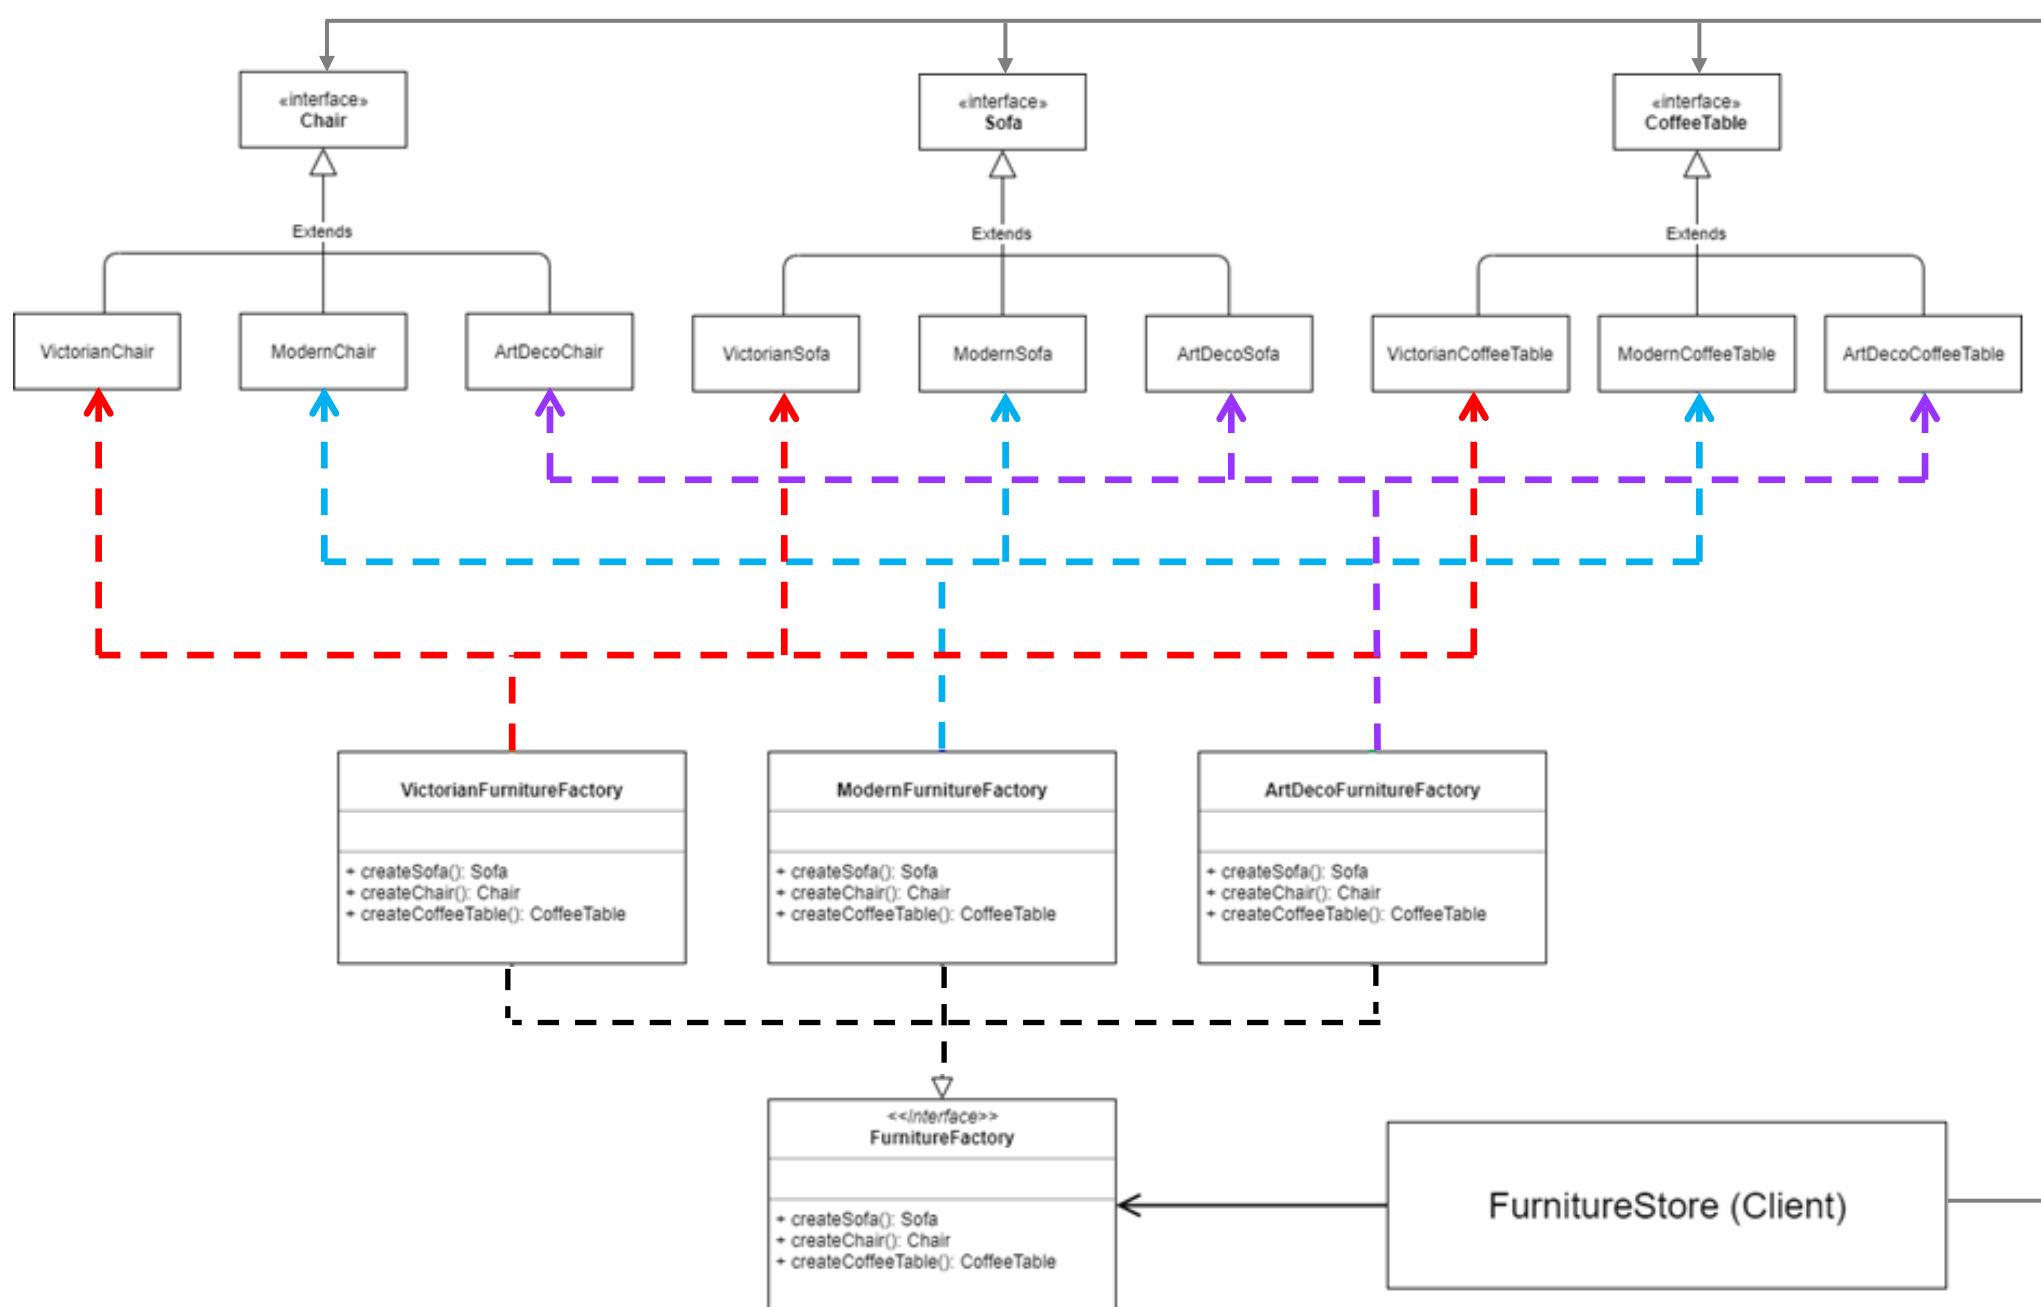 «interface»
Chair
«interface»
Sofa
«interface»
CoffeeTable
Extends
Extends
Extends
VictorianChair
ModernChair
ArtDecoChair
VictorianSofa
ModernSofa
ArtDecoSofa
VictorianCoffeeTable
ModernCoffeeTable
ArtDecoCoffeeTable
VictorianFurnitureFactory
+ createSofa(): Sofa
+ createChair(): Chair
+ createCoffeeTable(): CoffeeTable
ModernFurnitureFactory
+ createSofa(): Sofa
+ createChair(): Chair
+ createCoffeeTable(): CoffeeTable
ArtDecoFurnitureFactory
+ createSofa(): Sofa
+ createChair(): Chair
+ createCoffeeTable(): CoffeeTable
<<Interface>>
FurnitureFactory
+ createSofa(): Sofa
+ createChair(): Chair
+ createCoffeeTable(): CoffeeTable
FurnitureStore (Client)